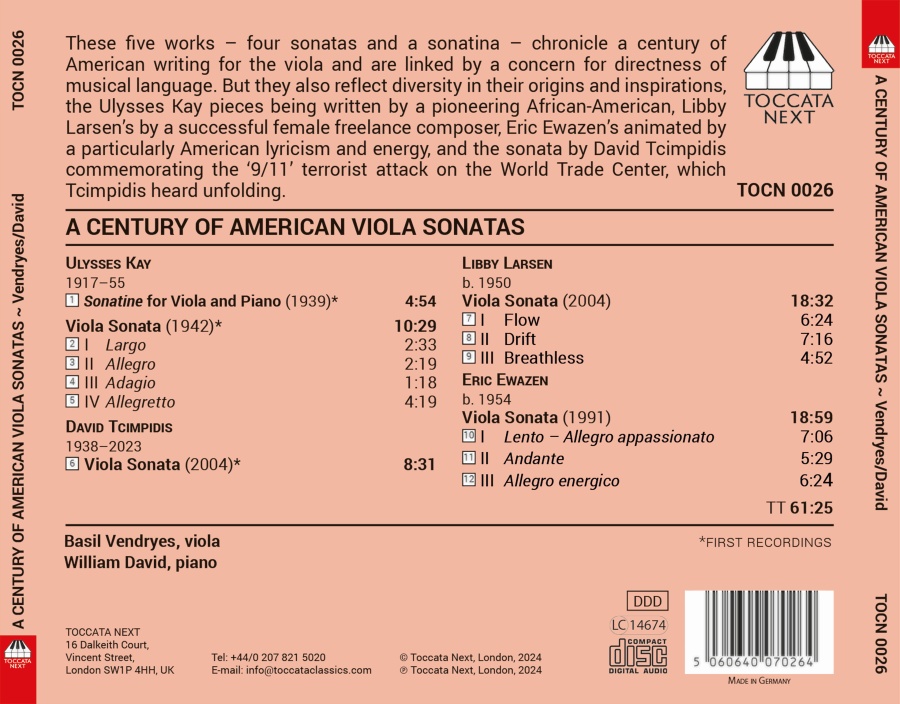 TOCN 0026
A CENTURY OF AMERICAN VIOLA SONATAS ~ Vendryes/David
TOCCATA
NEXT
These five works – four sonatas and a sonatina – chronicle a century of
American writing for the viola and are linked by a concern for directness of
musical language. But they also reflect diversity in their origins and inspirations,
the Ulysses Kay pieces being written by a pioneering African-American, Libby
Larsen’s by a successful female freelance composer, Eric Ewazen’s animated by
a particularly American lyricism and energy, and the sonata by David Tcimpidis
commemorating the ‘9/11’ terrorist attack on the World Trade Center, which
Tcimpidis heard unfolding.
TOCCATA
NEXT
TOCN 0026
A CENTURY OF AMERICAN VIOLA SONATAS
ULYSSES KAY
1917–55
1 Sonatine for Viola and Piano (1939)* 4:54
Viola Sonata (1942)* 10:29
2 I Largo 2:33
3 II Allegro 2:19
4 III Adagio 1:18
5 IV Allegretto 4:19
DAVID TCIMPIDIS
1938–2023
6 Viola Sonata (2004)* 8:31
LIBBY LARSEN
b. 1950
Viola Sonata (2004) 18:32
7 I Flow 6:24
8 II Drift 7:16
9 III Breathless 4:52
ERIC EWAZEN
b. 1954
Viola Sonata (1991) 18:59
10 I Lento – Allegro appassionato 7:06
11 II Andante 5:29
12 III Allegro energico 6:24
TT 61:25
Basil Vendryes, viola
William David, piano
*FIRST RECORDINGS
TOCCATA NEXT
16 Dalkeith Court,
Vincent Street,
London SW1P 4HH, UK
Tel: +44/0 207 821 5020
E-mail: info@toccataclassics.com
© Toccata Next, London, 2024
℗ Toccata Next, London, 2024
DDD
LC 14674
COMPACT
disc
DIGITAL AUDIO
5 060640 070264
MADE IN GERMANY
TOCCATA
NEXT
A CENTURY OF AMERICAN VIOLA SONATAS ~ Vendryes/David
TOCN 0026